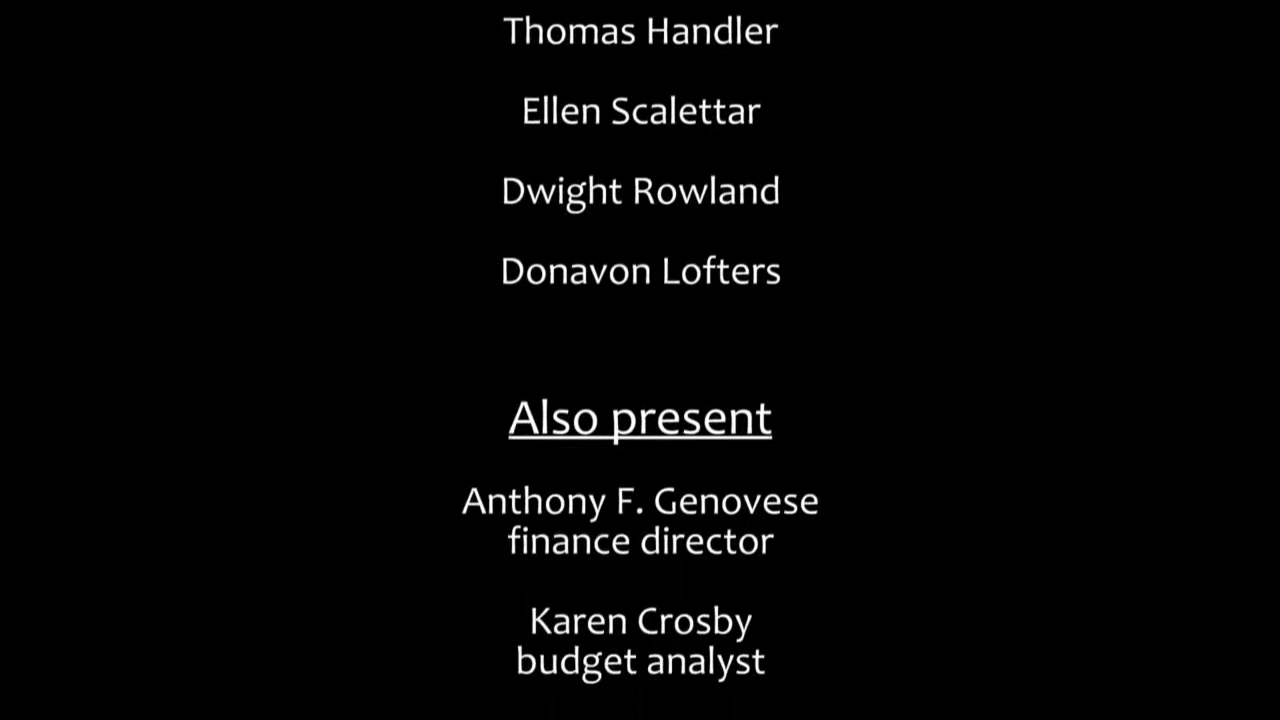 Thomas Handler
Ellen Scalettar
Dwight Rowland
Donavon Lofters
Also present
Anthony F. Genovese
finance director
Karen Crosby
budget analyst